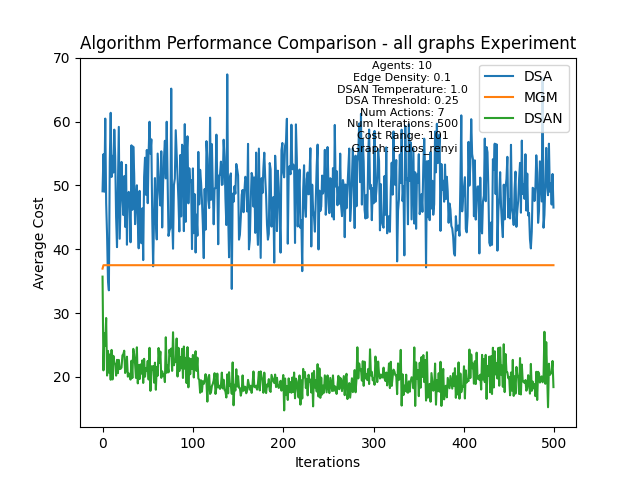 Algorithm Performance Comparison - all graphs Experiment
Agents: 10
Edge Density: 0.1
DSAN Temperature: 1.0
DSA Threshold: 0.25
Num Actions: 7
Num Iterations: 500
Cost Range: 101
Graph: erdos_renyi
DSA
MGM
DSAN
Average Cost
70
60
50
40
30
20
0 100 200 300 400 500
Iterations